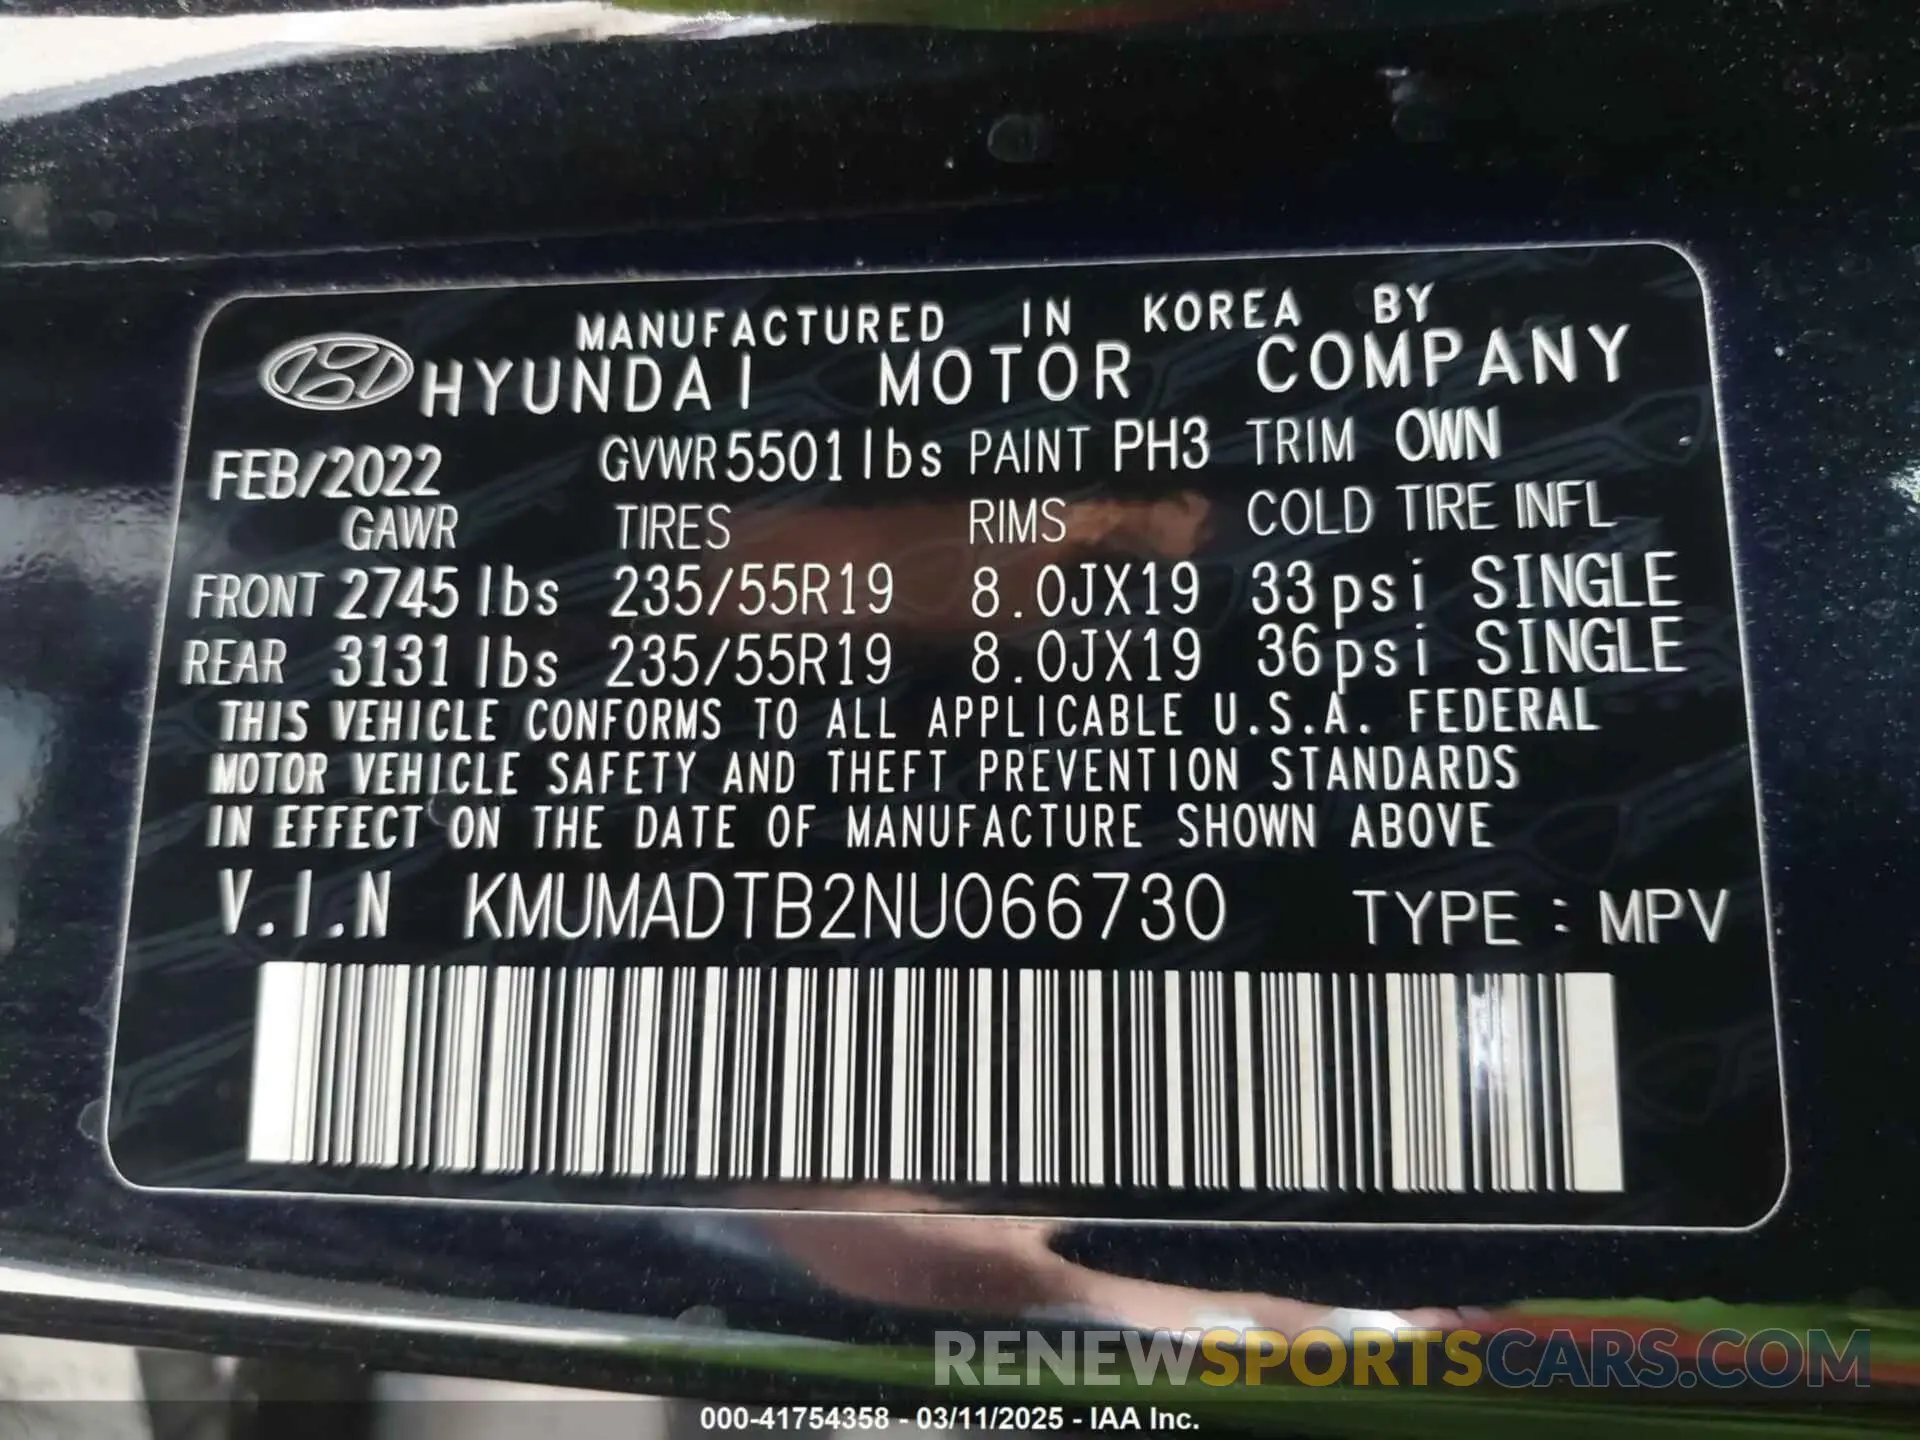 MANUFACTURED IN KOREA BY
HYUNDAI MOTOR COMPANY
FEB/2022 GVWR 5501 lbs PAINT PH3 TRIM OWN
GAWR TIRES RIMS COLD TIRE INFL
FRONT 2745 lbs 235/55R19 8.0JX19 33psi SINGLE
REAR 3131 lbs 235/55R19 8.0JX19 36psi SINGLE
THIS VEHICLE CONFORMS TO ALL APPLICABLE U.S.A. FEDERAL
MOTOR VEHICLE SAFETY AND THEFT PREVENTION STANDARDS
IN EFFECT ON THE DATE OF MANUFACTURE SHOWN ABOVE
V.I.N KMUMADTB2NU066730 TYPE : MPV
RENEWSPORTSCARS.COM
000-41754358 - 03/11/2025 - IAA Inc.